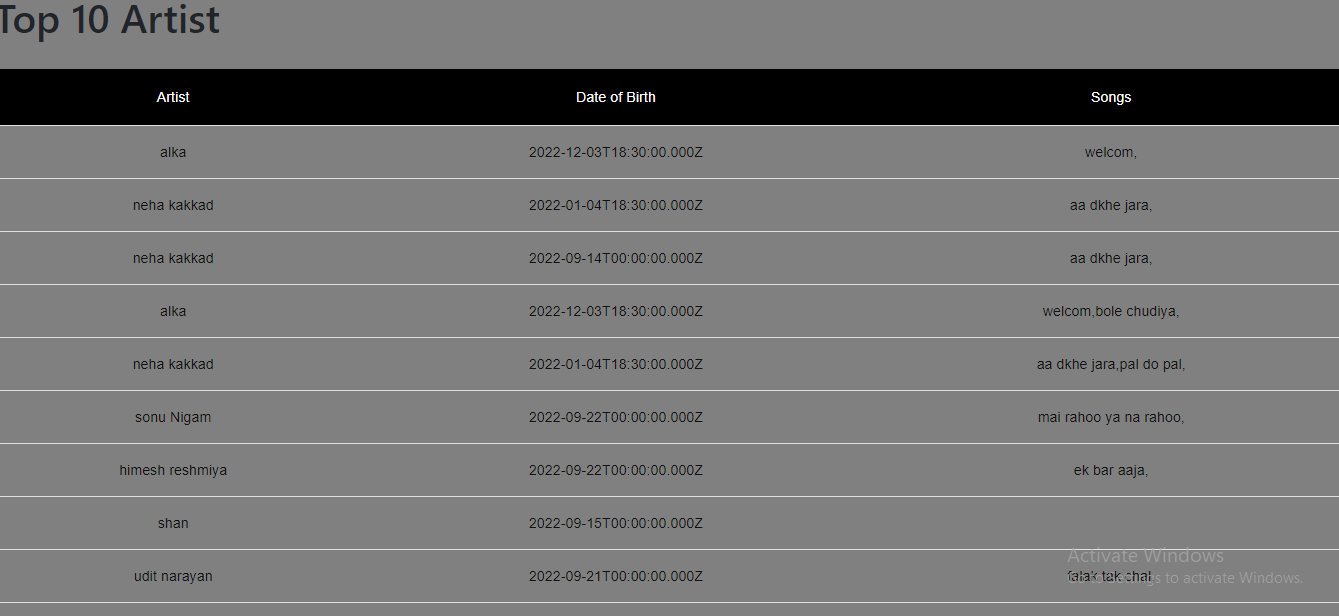 Top 10 Artist
Artist Date of Birth Songs
alka 2022-12-03T18:30:00.000Z welcom,
neha kakkad 2022-01-04T18:30:00.000Z aa dkhe jara,
neha kakkad 2022-09-14T00:00:00.000Z aa dkhe jara,
alka 2022-12-03T18:30:00.000Z welcom,bole chudiya,
neha kakkad 2022-01-04T18:30:00.000Z aa dkhe jara,pal do pal,
sonu Nigam 2022-09-22T00:00:00.000Z mai rahoo ya na rahoo,
himesh reshmiya 2022-09-22T00:00:00.000Z ek bar aaja,
shan 2022-09-15T00:00:00.000Z
Activate Windows
udit narayan 2022-09-21T00:00:00.000Z falak tak
Go to Settings to activate Windows.